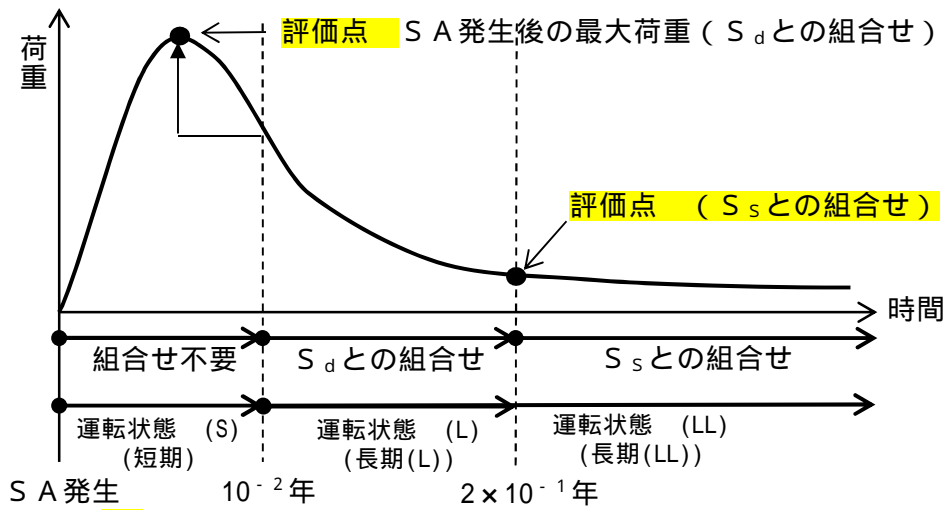 荷重
評価点 SA発生後の最大荷重(Sdとの組合せ)
評価点 (SSとの組合せ)
時間
組合せ不要 Sdとの組合せ SSとの組合せ
運転状態 (S) 運転状態 (L) 運転状態 (LL)
(短期) (長期(L)) (長期(LL))
SA発生 10⁻²年 2×10⁻¹年